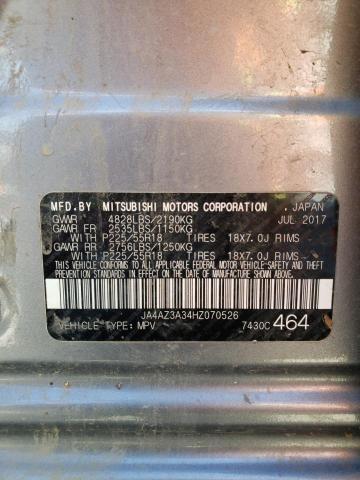 MFD.BY MITSUBISHI MOTORS CORPORATION JAPAN
GVWR 4828LBS/2190KG JUL 2017
GAWR FR 2535LBS/1150KG
WITH P225/55R18 TIRES 18X7.0J RIMS
GAWR RR 2756LBS/1250KG
WITH P225/55R18 TIRES 18X7.0J RIMS
THIS VEHICLE CONFORMS TO ALL APPLICABLE FEDERAL MOTOR VEHICLE SAFETY AND
THEFT PREVENTION STANDARDS IN EFFECT ON THE DATE OF MANUFACTURE SHOWN ABOVE.
JA4AZ3A34HZ070526
VEHICLE TYPE: MPV 7430C 464